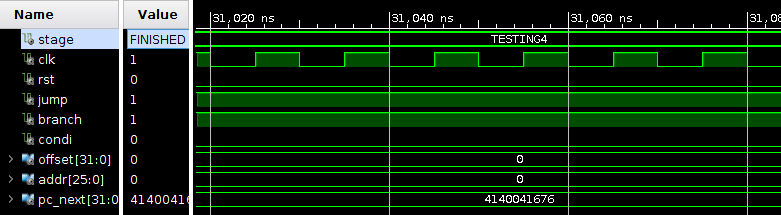 Name Value 31,020 ns 31,040 ns 31,060 ns 31,08
stage FINISHED TESTING4
clk 1
rst 0
jump 1
branch 1
condi 0
offset[31:0] 0 0
addr[25:0] 0 0
pc_next[31:0 41400416 4140041676